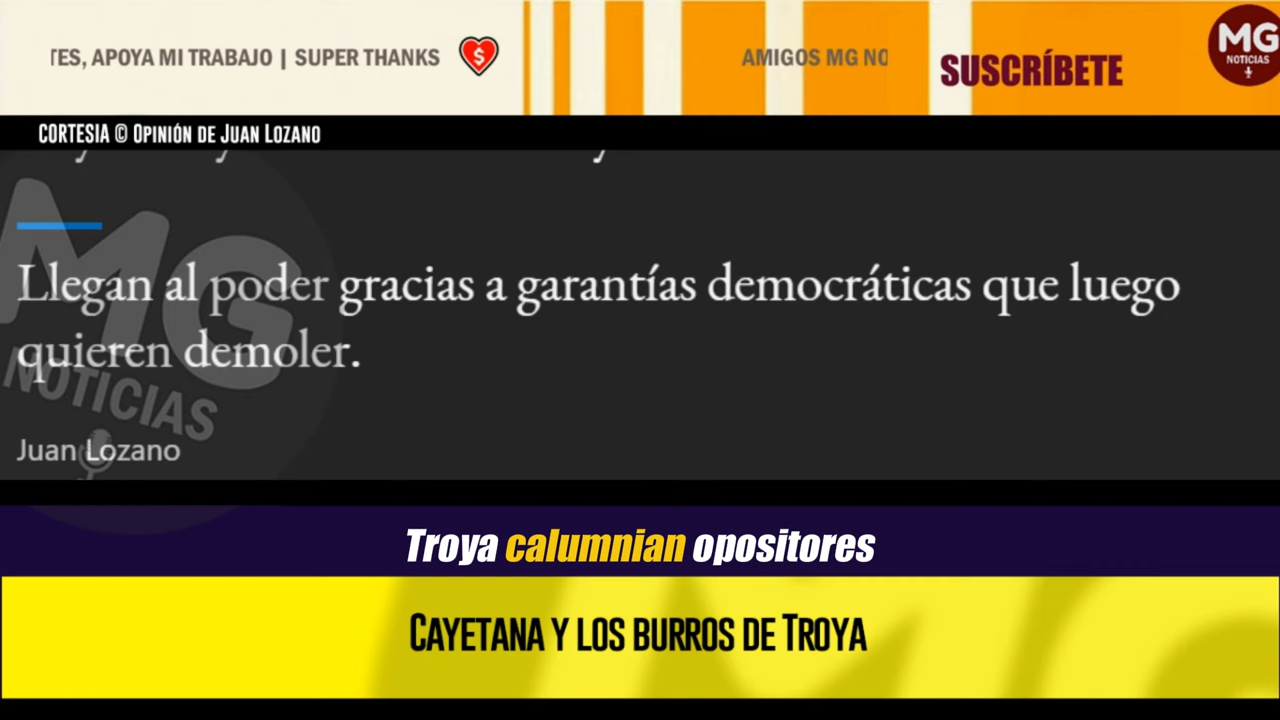 TES, APOYA MI TRABAJO | SUPER THANKS
$
AMIGOS MG NO
SUSCRÍBETE
MG
NOTICIAS
CORTESIA © OPINIÓN DE JUAN LOZANO
Llegan al poder gracias a garantías democráticas que luego
quieren demoler.
MG
NOTICIAS
Juan Lozano
Troya calumnian opositores
CAYETANA Y LOS BURROS DE TROYA